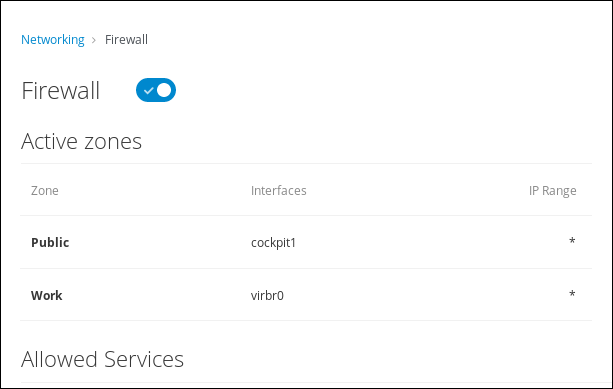 Networking › Firewall
Firewall
Active zones
Zone Interfaces IP Range
Public cockpit1 *
Work virbr0 *
Allowed Services